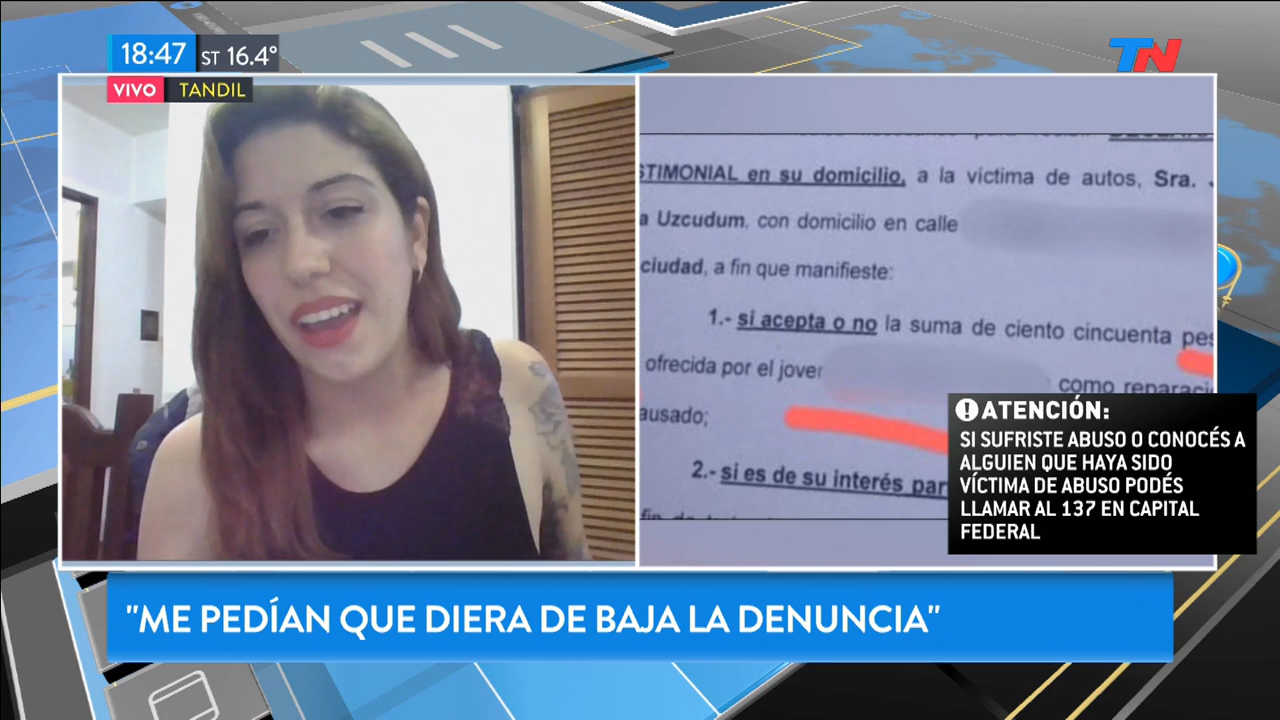 18:47 ST 16.4°
TN
VIVO TANDIL
TIMONIAL en su domicilio, a la víctima de autos, Sra.
a Uzcudum, con domicilio en calle
ciudad, a fin que manifieste:
1.- si acepta o no la suma de ciento cincuenta pes
ofrecida por el jover
como reparaci
ausado;
2.- si es de su interés par
ATENCIÓN:
SI SUFRISTE ABUSO O CONOCÉS A
ALGUIEN QUE HAYA SIDO
VÍCTIMA DE ABUSO PODÉS
LLAMAR AL 137 EN CAPITAL
FEDERAL
"ME PEDÍAN QUE DIERA DE BAJA LA DENUNCIA"